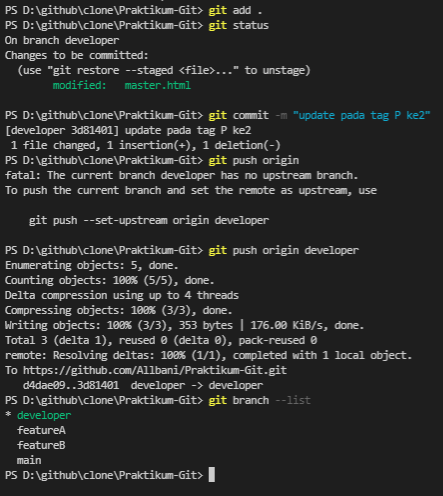 PS D:\github\clone\Praktikum-Git> git add .
PS D:\github\clone\Praktikum-Git> git status
On branch developer
Changes to be committed:
  (use "git restore --staged <file>..." to unstage)
        modified:   master.html

PS D:\github\clone\Praktikum-Git> git commit -m "update pada tag P ke2"
[developer 3d81401] update pada tag P ke2
 1 file changed, 1 insertion(+), 1 deletion(-)
PS D:\github\clone\Praktikum-Git> git push origin
fatal: The current branch developer has no upstream branch.
To push the current branch and set the remote as upstream, use

    git push --set-upstream origin developer

PS D:\github\clone\Praktikum-Git> git push origin developer
Enumerating objects: 5, done.
Counting objects: 100% (5/5), done.
Delta compression using up to 4 threads
Compressing objects: 100% (3/3), done.
Writing objects: 100% (3/3), 353 bytes | 176.00 KiB/s, done.
Total 3 (delta 1), reused 0 (delta 0), pack-reused 0
remote: Resolving deltas: 100% (1/1), completed with 1 local object.
To https://github.com/Allbani/Praktikum-Git.git
   d4dae09..3d81401  developer -> developer
PS D:\github\clone\Praktikum-Git> git branch --list
* developer
  featureA
  featureB
  main
PS D:\github\clone\Praktikum-Git>